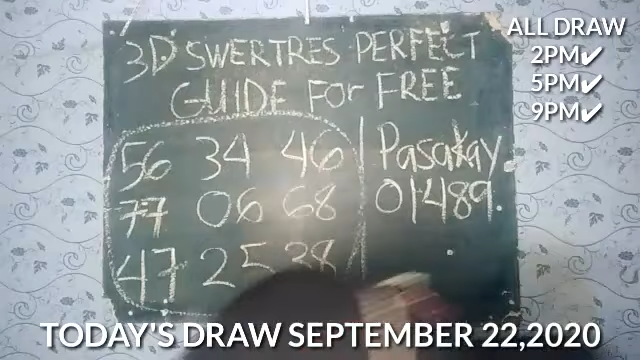 ALL DRAW
2PM✔
5PM✔
9PM✔
3D SWERTRES PERFECT
GUIDE FOR FREE
56 34 46
77 06 68
47 25 38
Pasakay
01489.
TODAY'S DRAW SEPTEMBER 22,2020